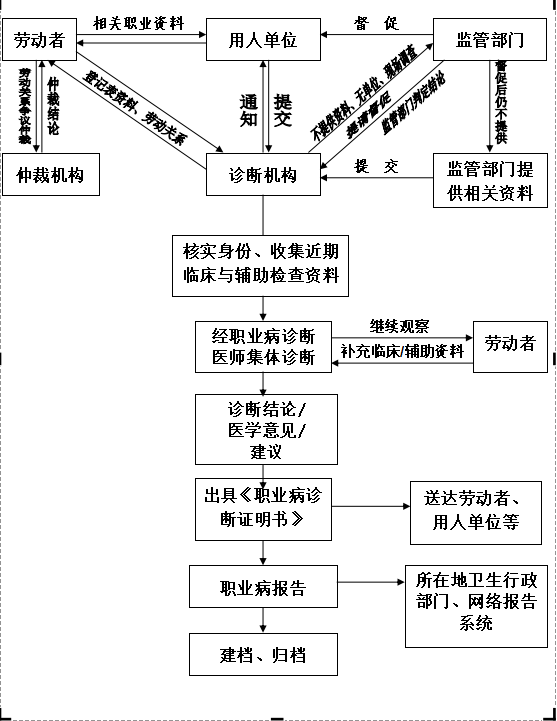 劳动者
相关职业资料
用人单位
督 促
监管部门
劳动关系争议仲裁
仲裁结论
登记表资料、劳动关系
通知
提交
不提供资料、无单位、现场调查
提请督促
监管部门判定结论
督促后仍不提供
仲裁机构
诊断机构
提 交
监管部门提
供相关资料
核实身份、收集近期
临床与辅助检查资料
经职业病诊断
医师集体诊断
继续观察
补充临床/辅助资料
劳动者
诊断结论/
医学意见/
建议
出具《职业病诊
断证明书》
送达劳动者、
用人单位等
职业病报告
所在地卫生行政
部门、网络报告
系统
建档、归档